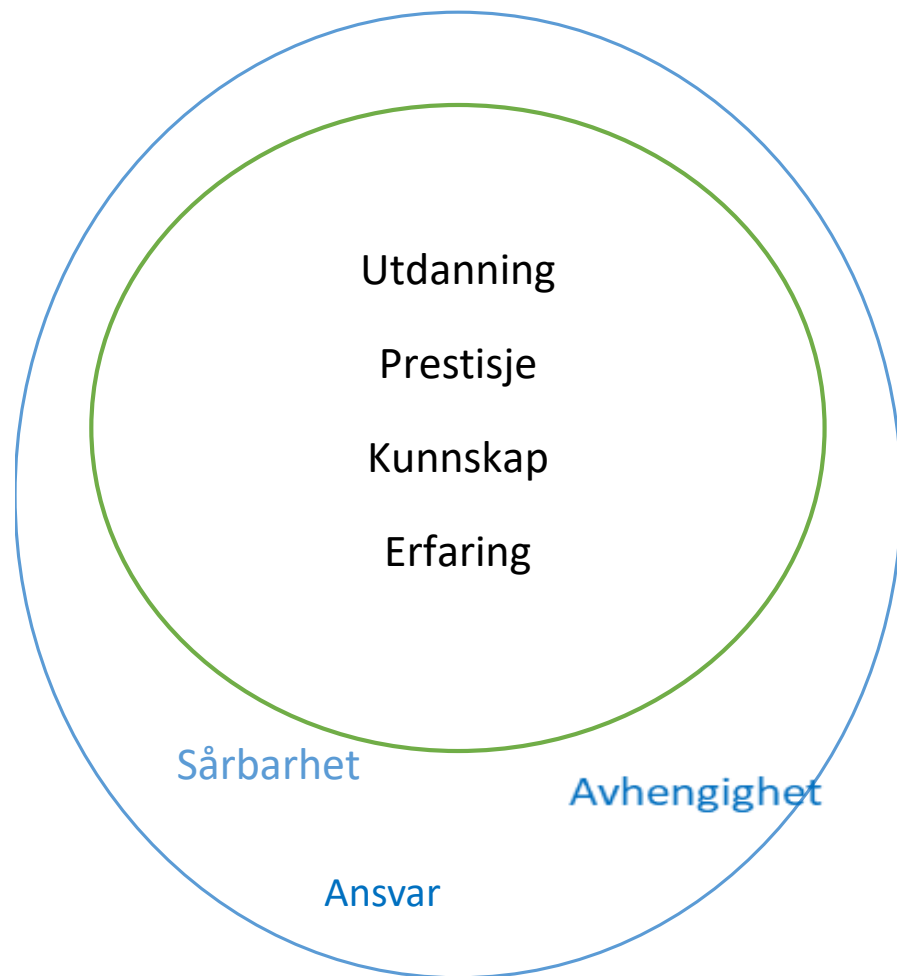 Utdanning
Prestisje
Kunnskap
Erfaring
Sårbarhet
Avhengighet
Ansvar